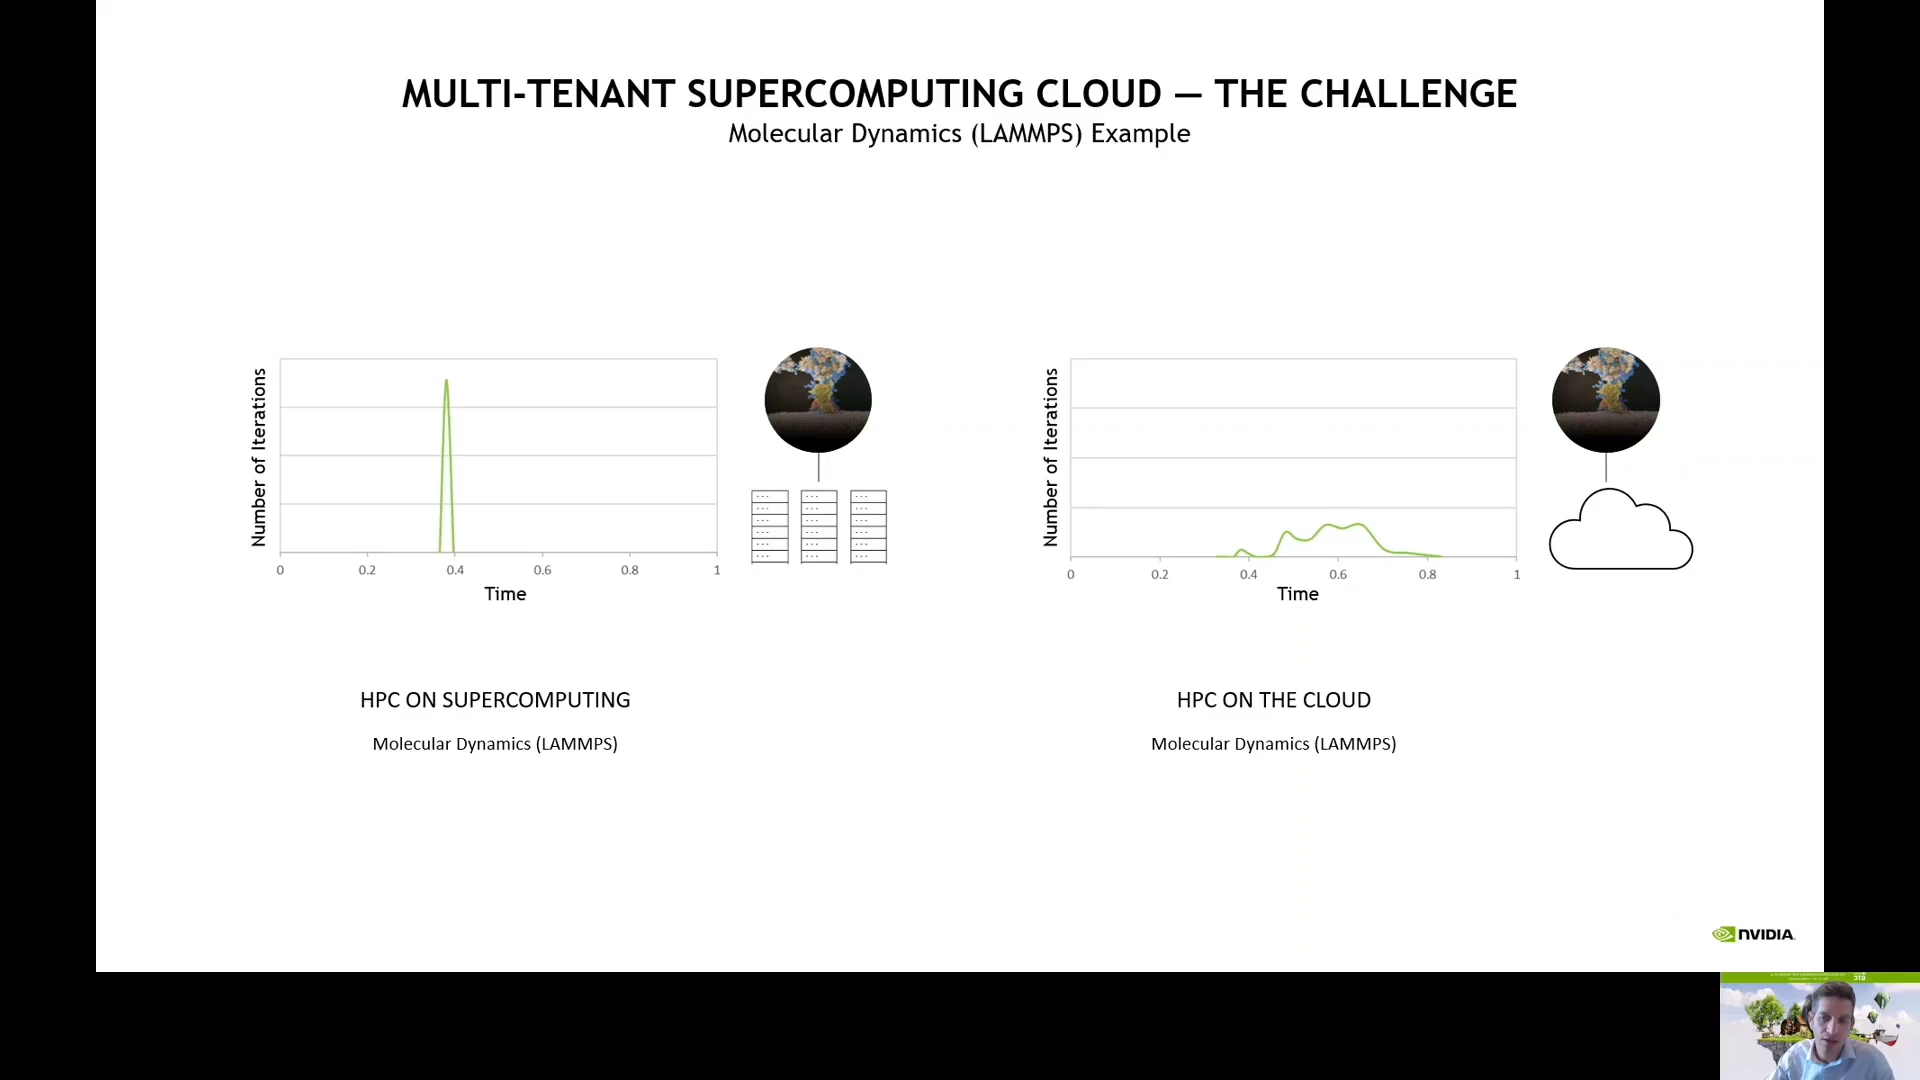 MULTI-TENANT SUPERCOMPUTING CLOUD — THE CHALLENGE
Molecular Dynamics (LAMMPS) Example
Number of Iterations
0 0.2 0.4 0.6 0.8 1
Time
Number of Iterations
0 0.2 0.4 0.6 0.8 1
Time
HPC ON SUPERCOMPUTING
Molecular Dynamics (LAMMPS)
HPC ON THE CLOUD
Molecular Dynamics (LAMMPS)
NVIDIA